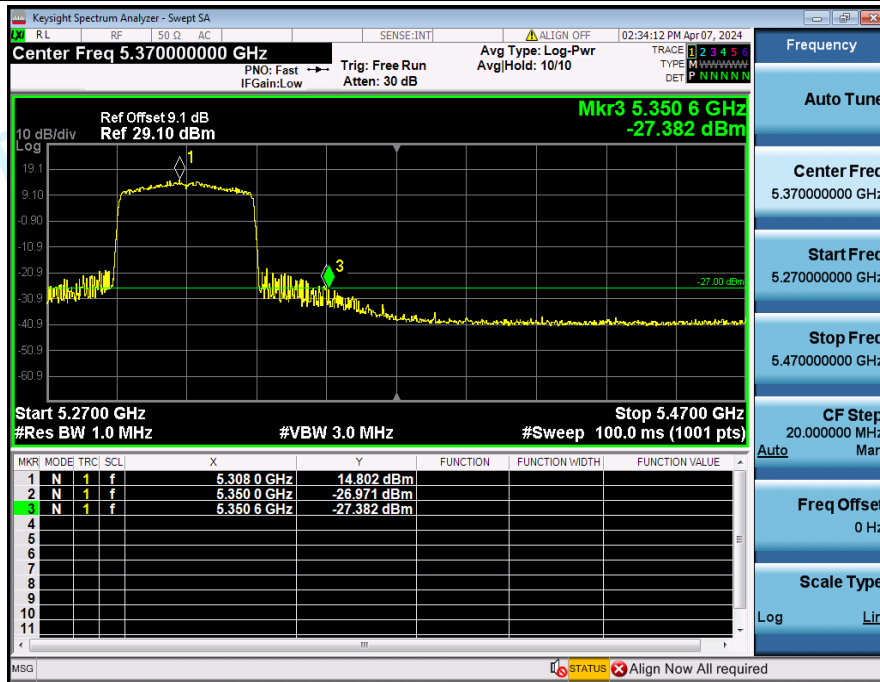 Keysight Spectrum Analyzer - Swept SA
LXI RL RF 50 Ω AC SENSE:INT ALIGN OFF 02:34:12 PM Apr 07, 2024
Center Freq 5.370000000 GHz
PNO: Fast
IFGain:Low
Trig: Free Run
Atten: 30 dB
Avg Type: Log-Pwr
Avg|Hold: 10/10
TRACE 1 2 3 4 5 6
TYPE M WWWWW
DET P N N N N N
Frequency
Auto Tune
Center Freq
5.370000000 GHz
Start Freq
5.270000000 GHz
Stop Freq
5.470000000 GHz
CF Step
20.000000 MHz
Auto Man
Freq Offset
0 Hz
Scale Type
Log Lin
Mkr3 5.350 6 GHz
-27.382 dBm
Ref Offset 9.1 dB
10 dB/div Ref 29.10 dBm
Log
19.1
9.10
-0.90
-10.9
-20.9
-30.9
-40.9
-50.9
-60.9
1
3
-27.00 dBm
Start 5.2700 GHz Stop 5.4700 GHz
#Res BW 1.0 MHz #VBW 3.0 MHz #Sweep 100.0 ms (1001 pts)
MKR MODE TRC SCL X Y FUNCTION FUNCTION WIDTH FUNCTION VALUE
1 N 1 f 5.308 0 GHz 14.802 dBm
2 N 1 f 5.350 0 GHz -26.971 dBm
3 N 1 f 5.350 6 GHz -27.382 dBm
4
5
6
7
8
9
10
11
MSG STATUS Align Now All required